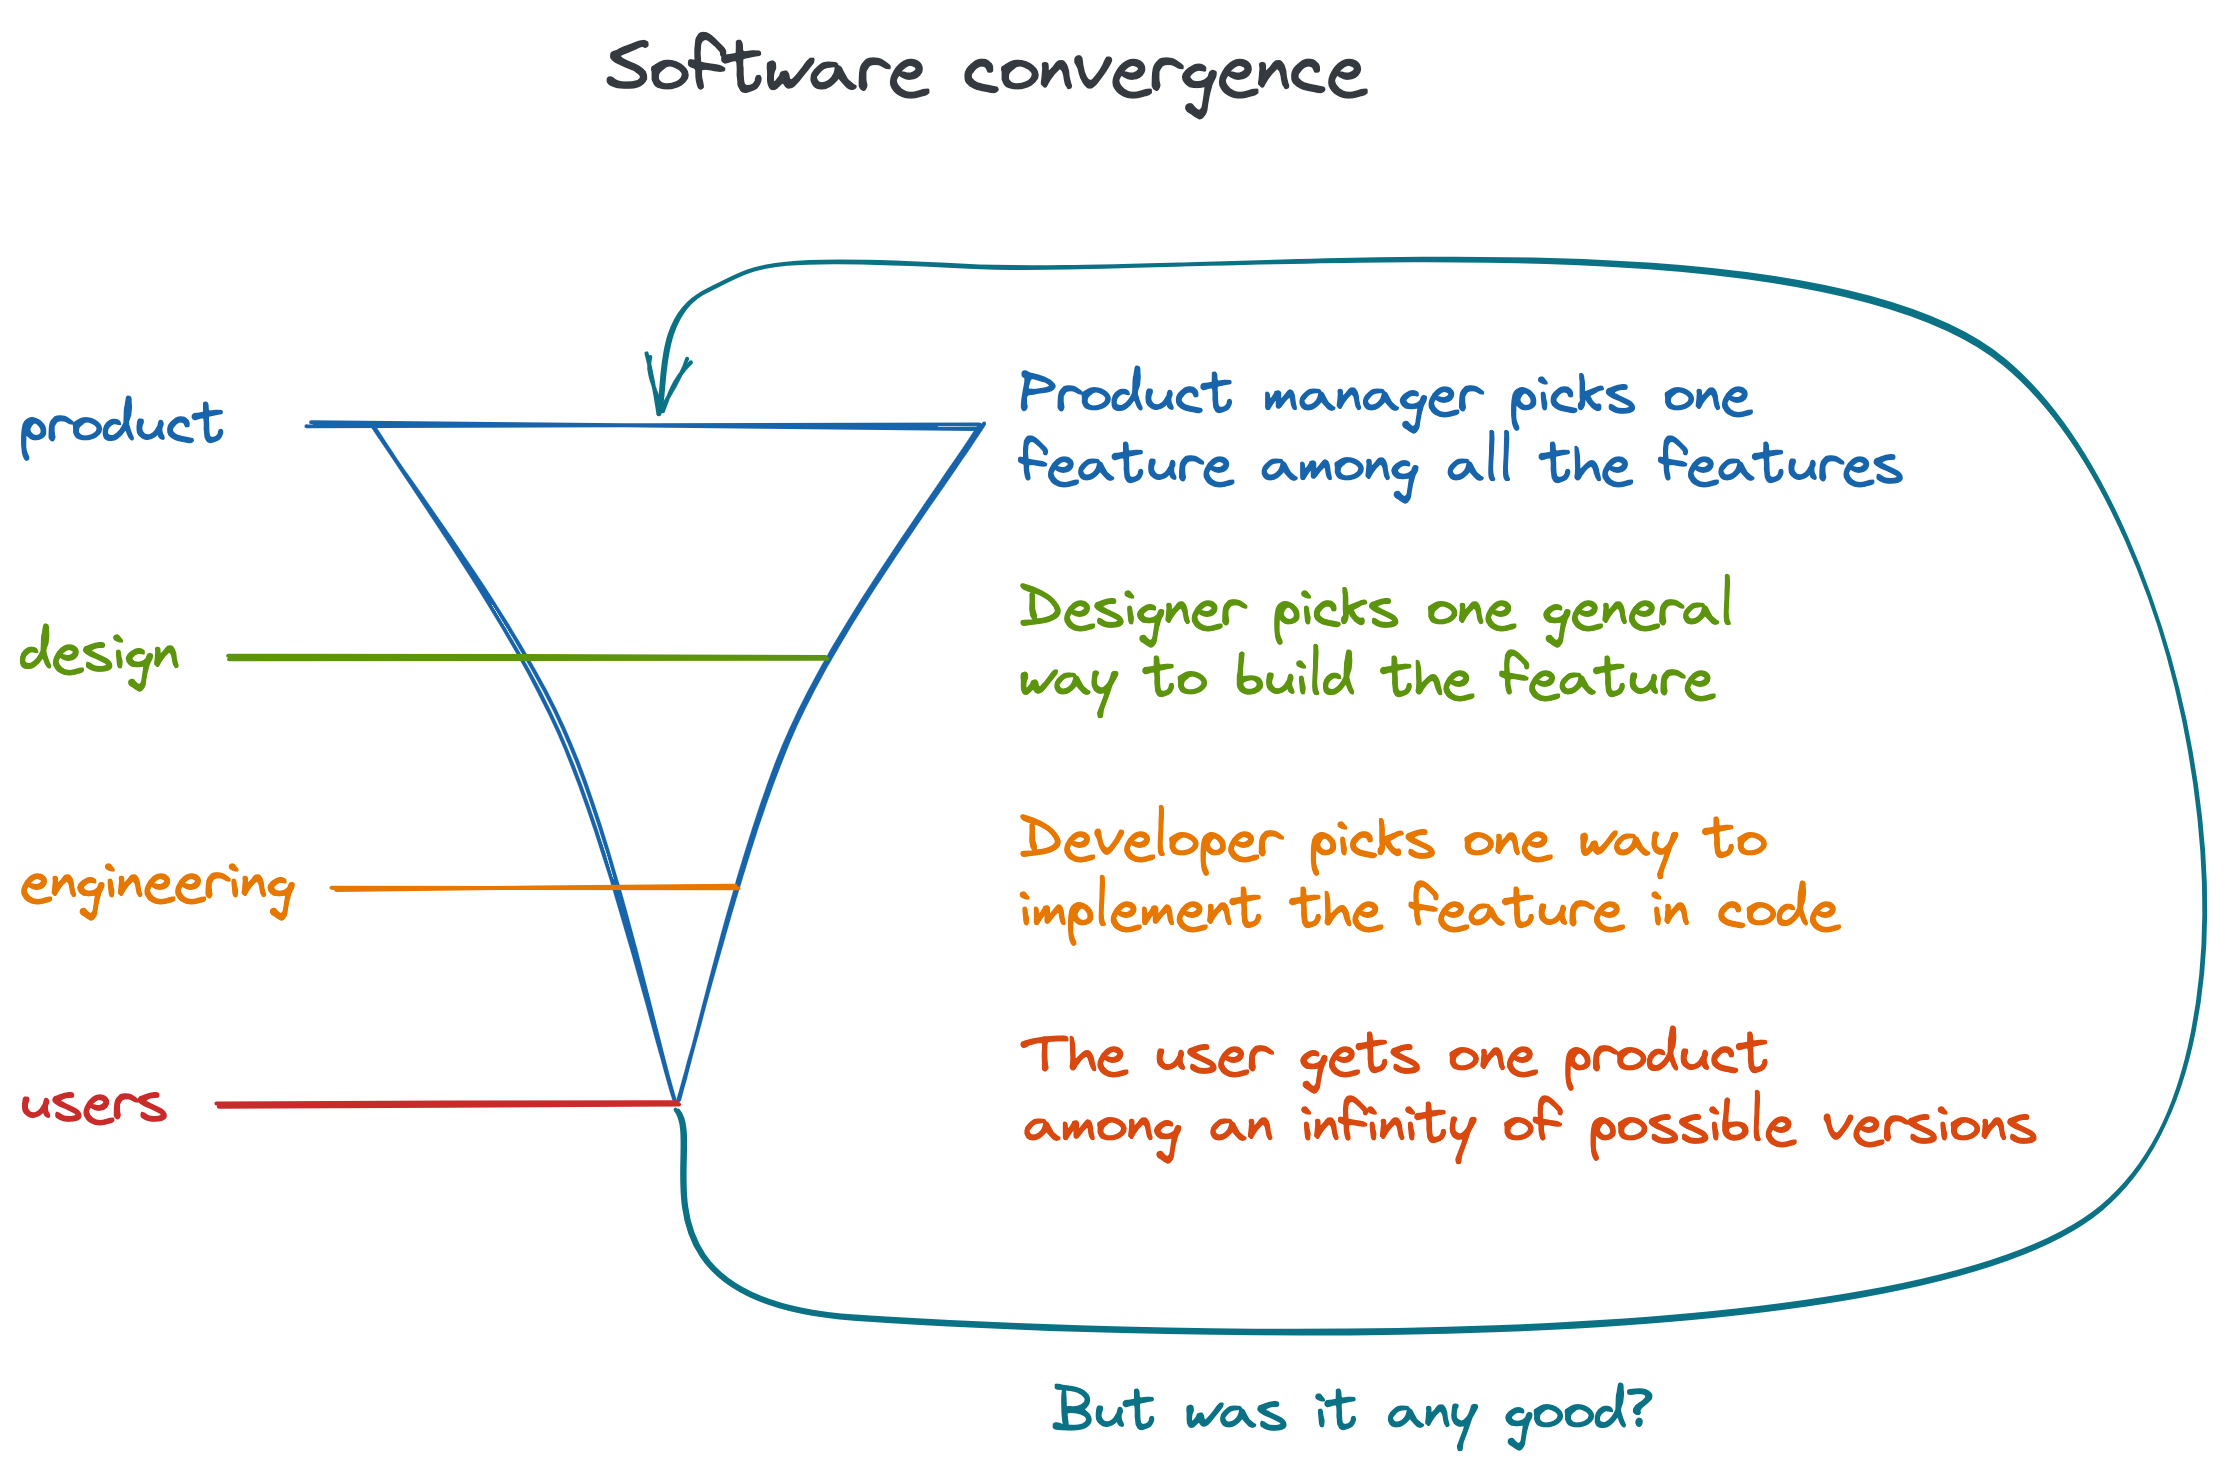 Software convergence
product
Product manager picks one
feature among all the features
design
Designer picks one general
way to build the feature
engineering
Developer picks one way to
implement the feature in code
users
The user gets one product
among an infinity of possible versions
But was it any good?